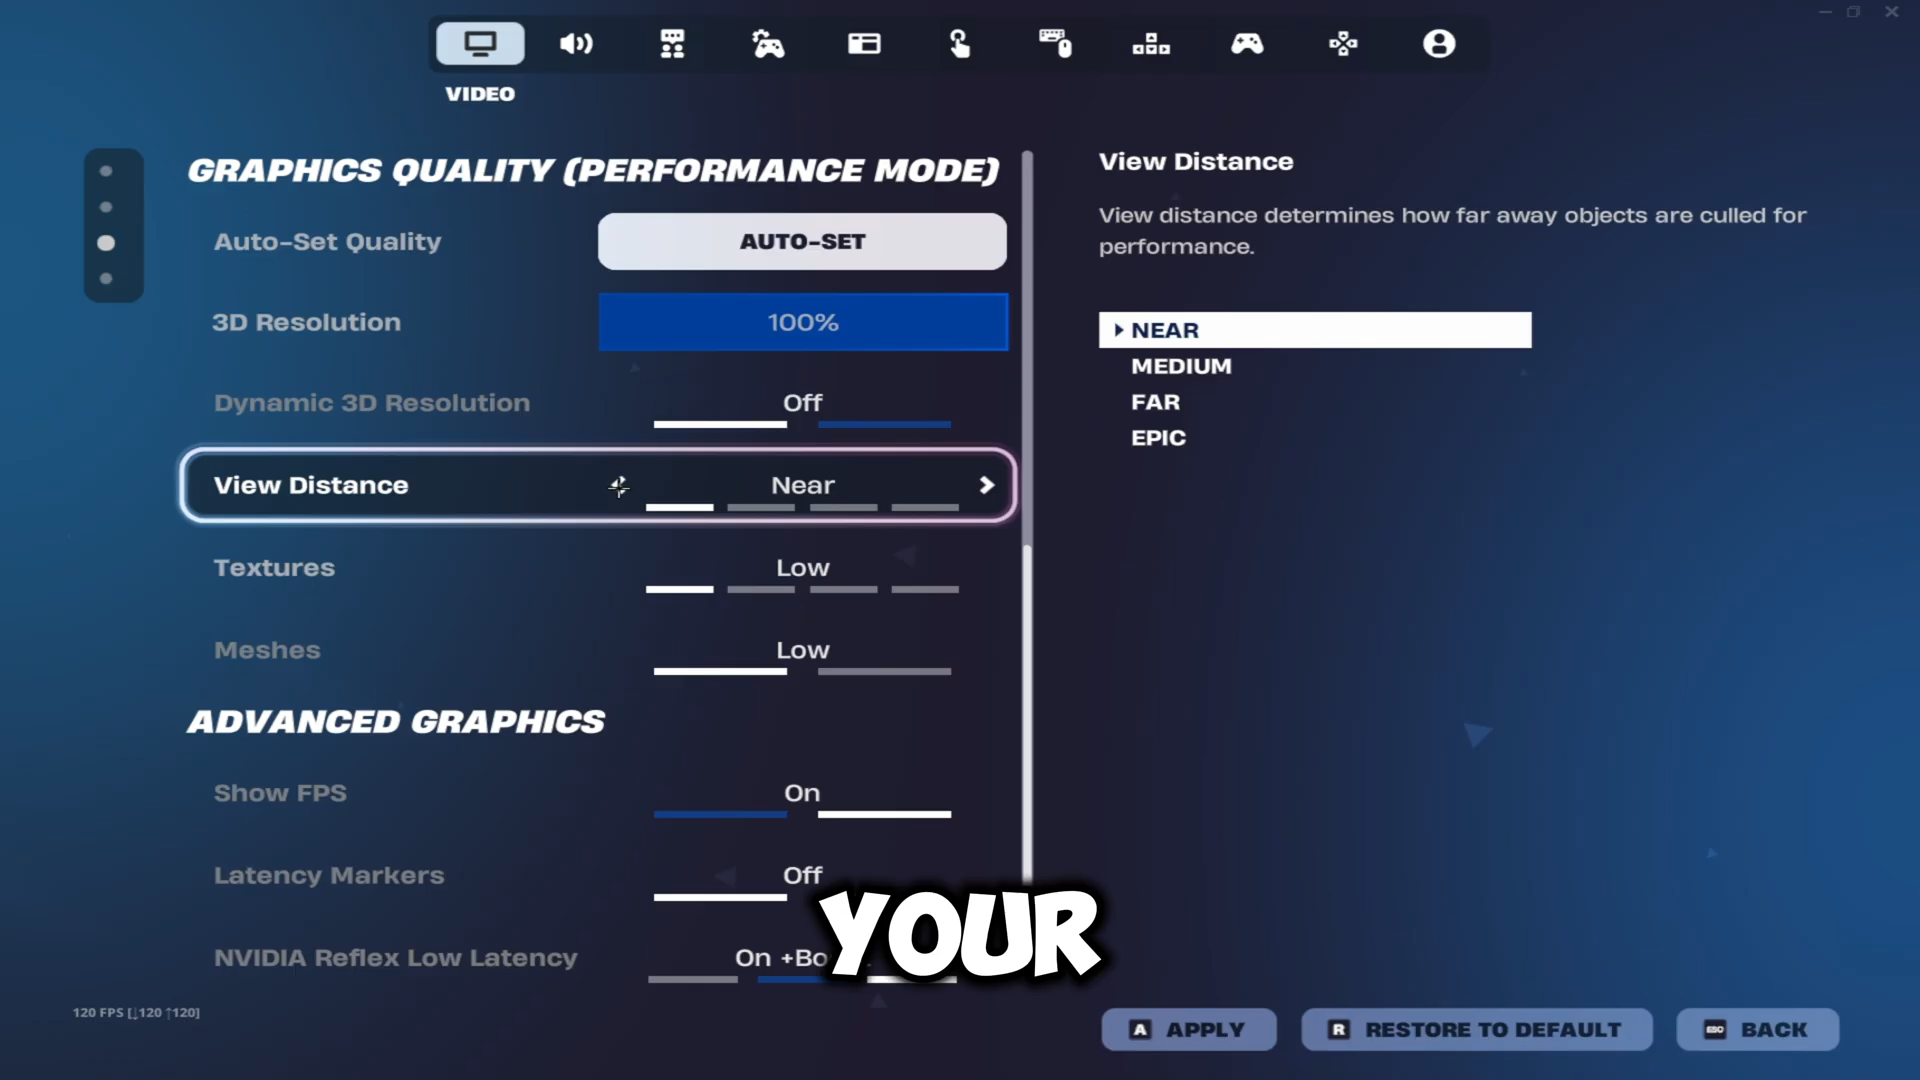 VIDEO
GRAPHICS QUALITY (PERFORMANCE MODE)
Auto-Set Quality
AUTO-SET
3D Resolution
100%
Dynamic 3D Resolution
Off
View Distance
Near
Textures
Low
Meshes
Low
ADVANCED GRAPHICS
Show FPS
On
Latency Markers
Off
NVIDIA Reflex Low Latency
On +Bo
YOUR
View Distance
View distance determines how far away objects are culled for
performance.
NEAR
MEDIUM
FAR
EPIC
120 FPS [↓120 ↑120]
A APPLY
R RESTORE TO DEFAULT
ESC BACK